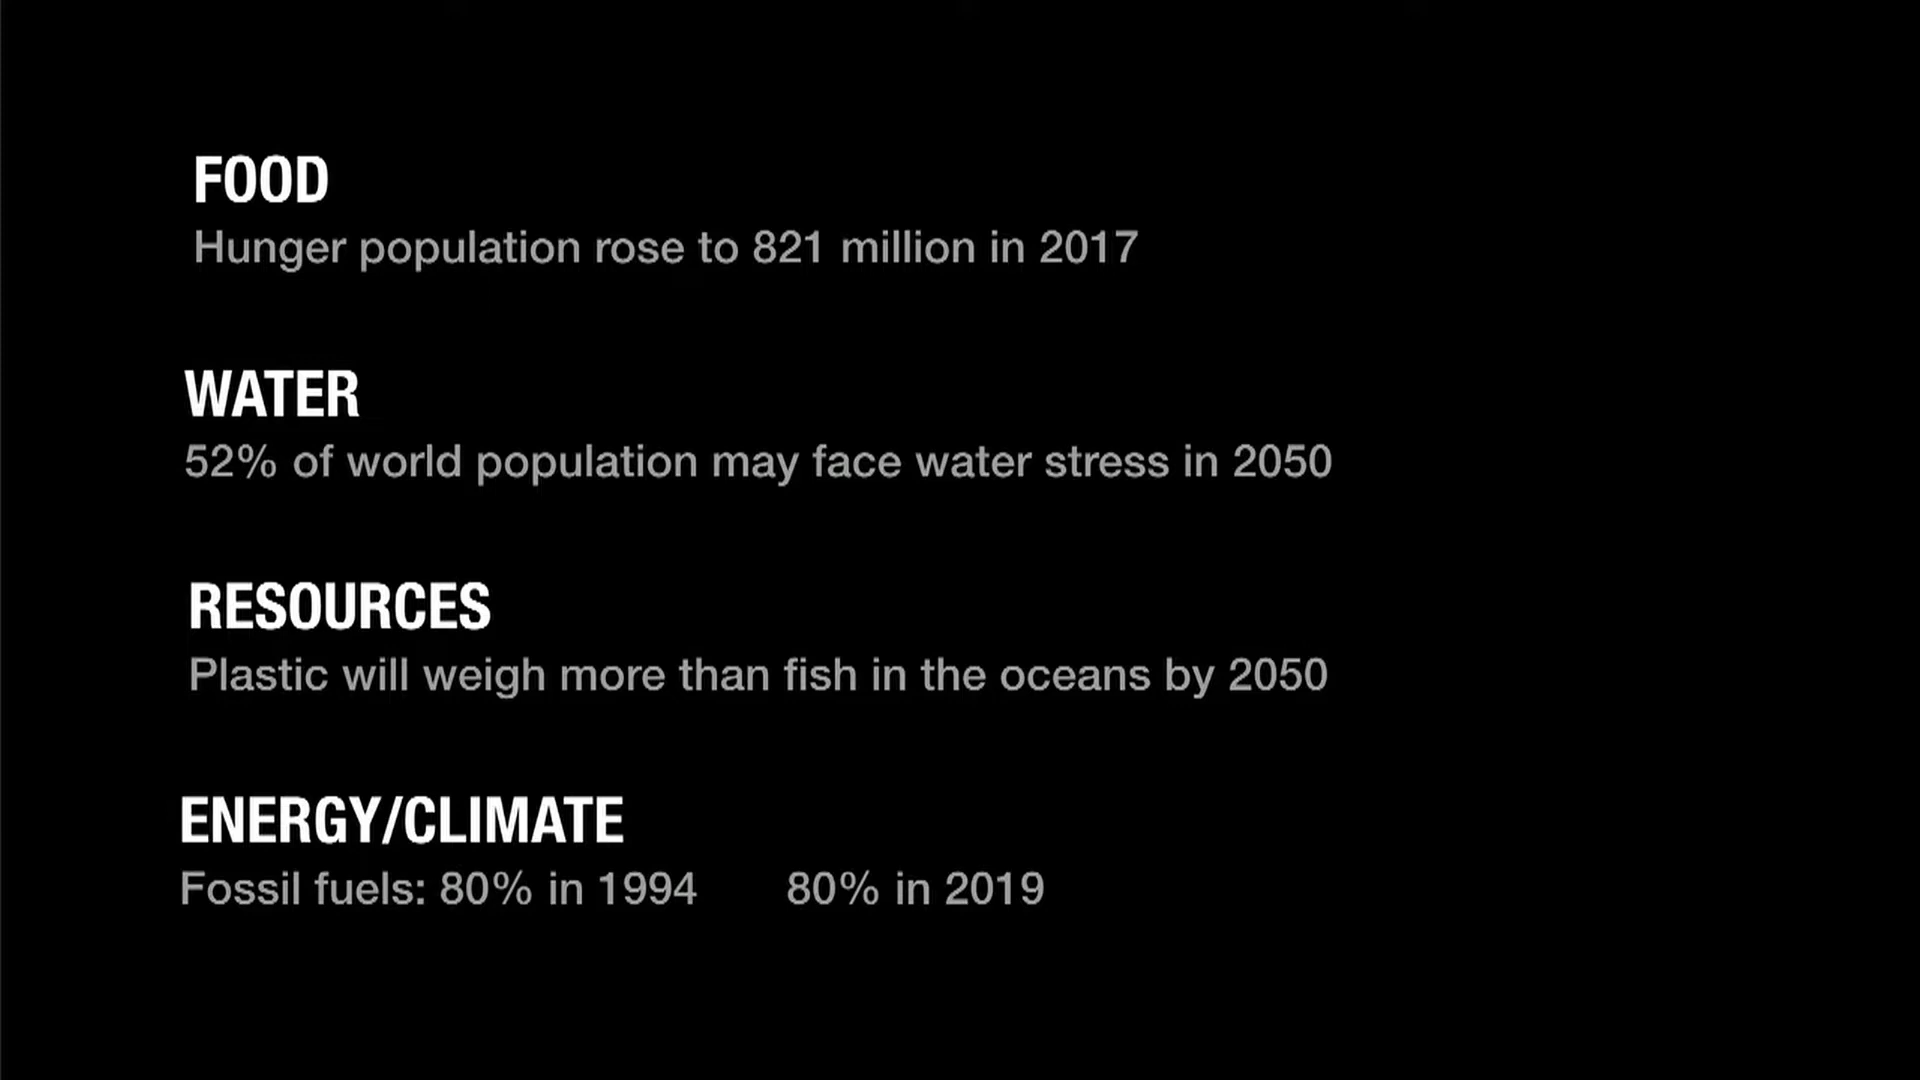 FOOD
Hunger population rose to 821 million in 2017
WATER
52% of world population may face water stress in 2050
RESOURCES
Plastic will weigh more than fish in the oceans by 2050
ENERGY/CLIMATE
Fossil fuels: 80% in 1994 80% in 2019